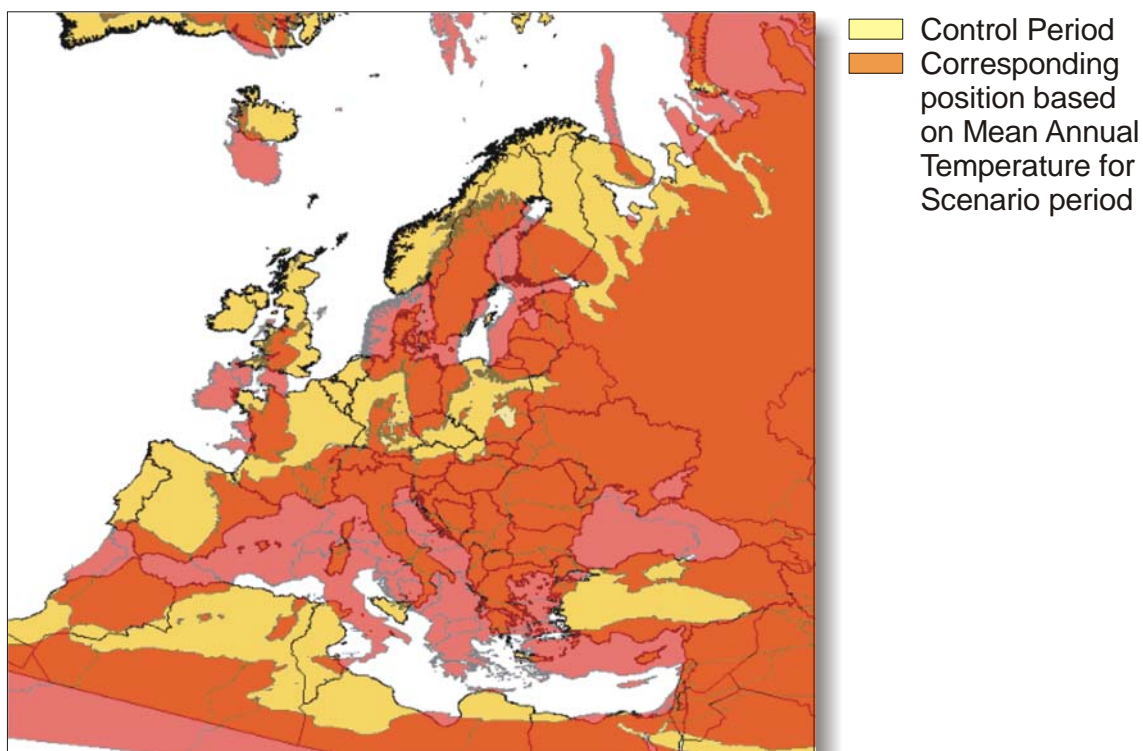 Control Period
Corresponding
position based
on Mean Annual
Temperature for
Scenario period